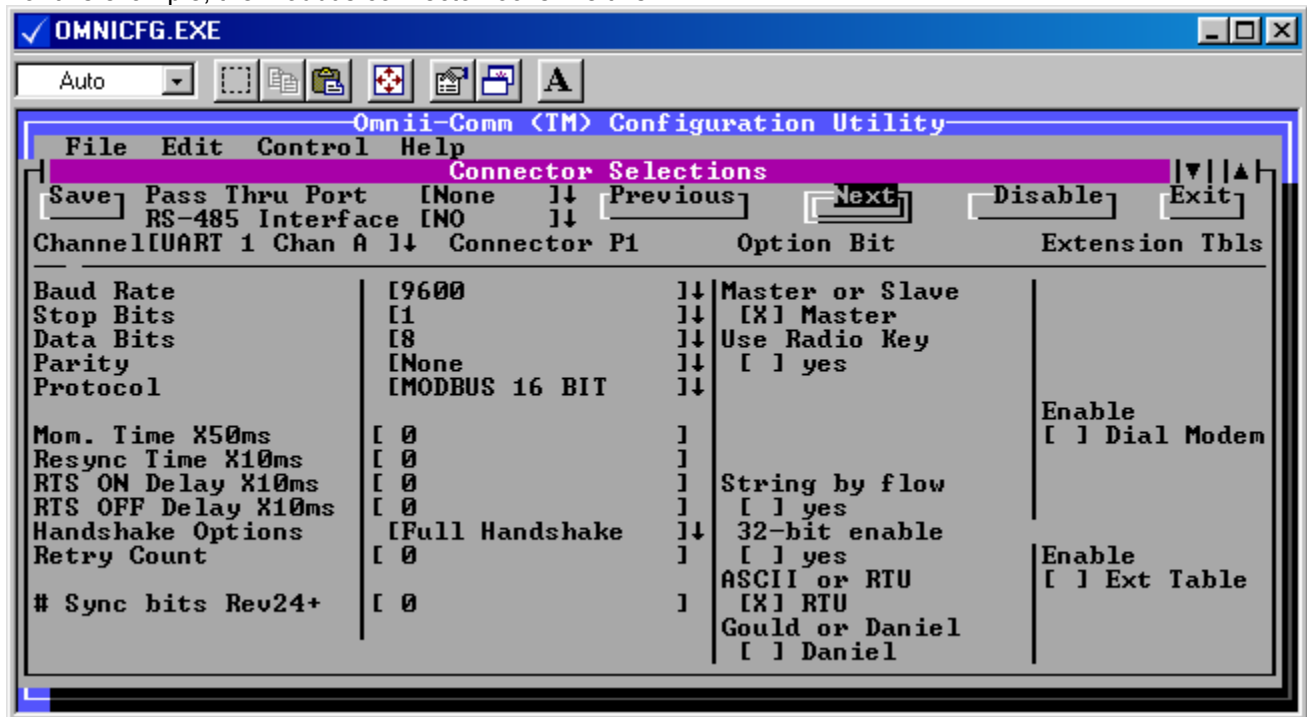 OMNICFG.EXE
Auto
A
Omnii-Comm (TM) Configuration Utility
File Edit Control Help
Connector Selections
Save Pass Thru Port [None ]↓ Previous Next Disable Exit
RS-485 Interface [NO ]↓
Channel[UART 1 Chan A ]↓ Connector P1 Option Bit Extension Tbls
Baud Rate [9600 ]↓ Master or Slave
Stop Bits [1 ]↓ [X] Master
Data Bits [8 ]↓ Use Radio Key
Parity [None ]↓ [ ] yes
Protocol [MODBUS 16 BIT ]↓
Enable
Mom. Time X50ms [ 0 ] [ ] Dial Modem
Resync Time X10ms [ 0 ]
RTS ON Delay X10ms [ 0 ] String by flow
RTS OFF Delay X10ms [ 0 ] [ ] yes
Handshake Options [Full Handshake ]↓ 32-bit enable
Retry Count [ 0 ] [ ] yes Enable
ASCII or RTU [ ] Ext Table
# Sync bits Rev24+ [ 0 ] [X] RTU
Gould or Daniel
[ ] Daniel